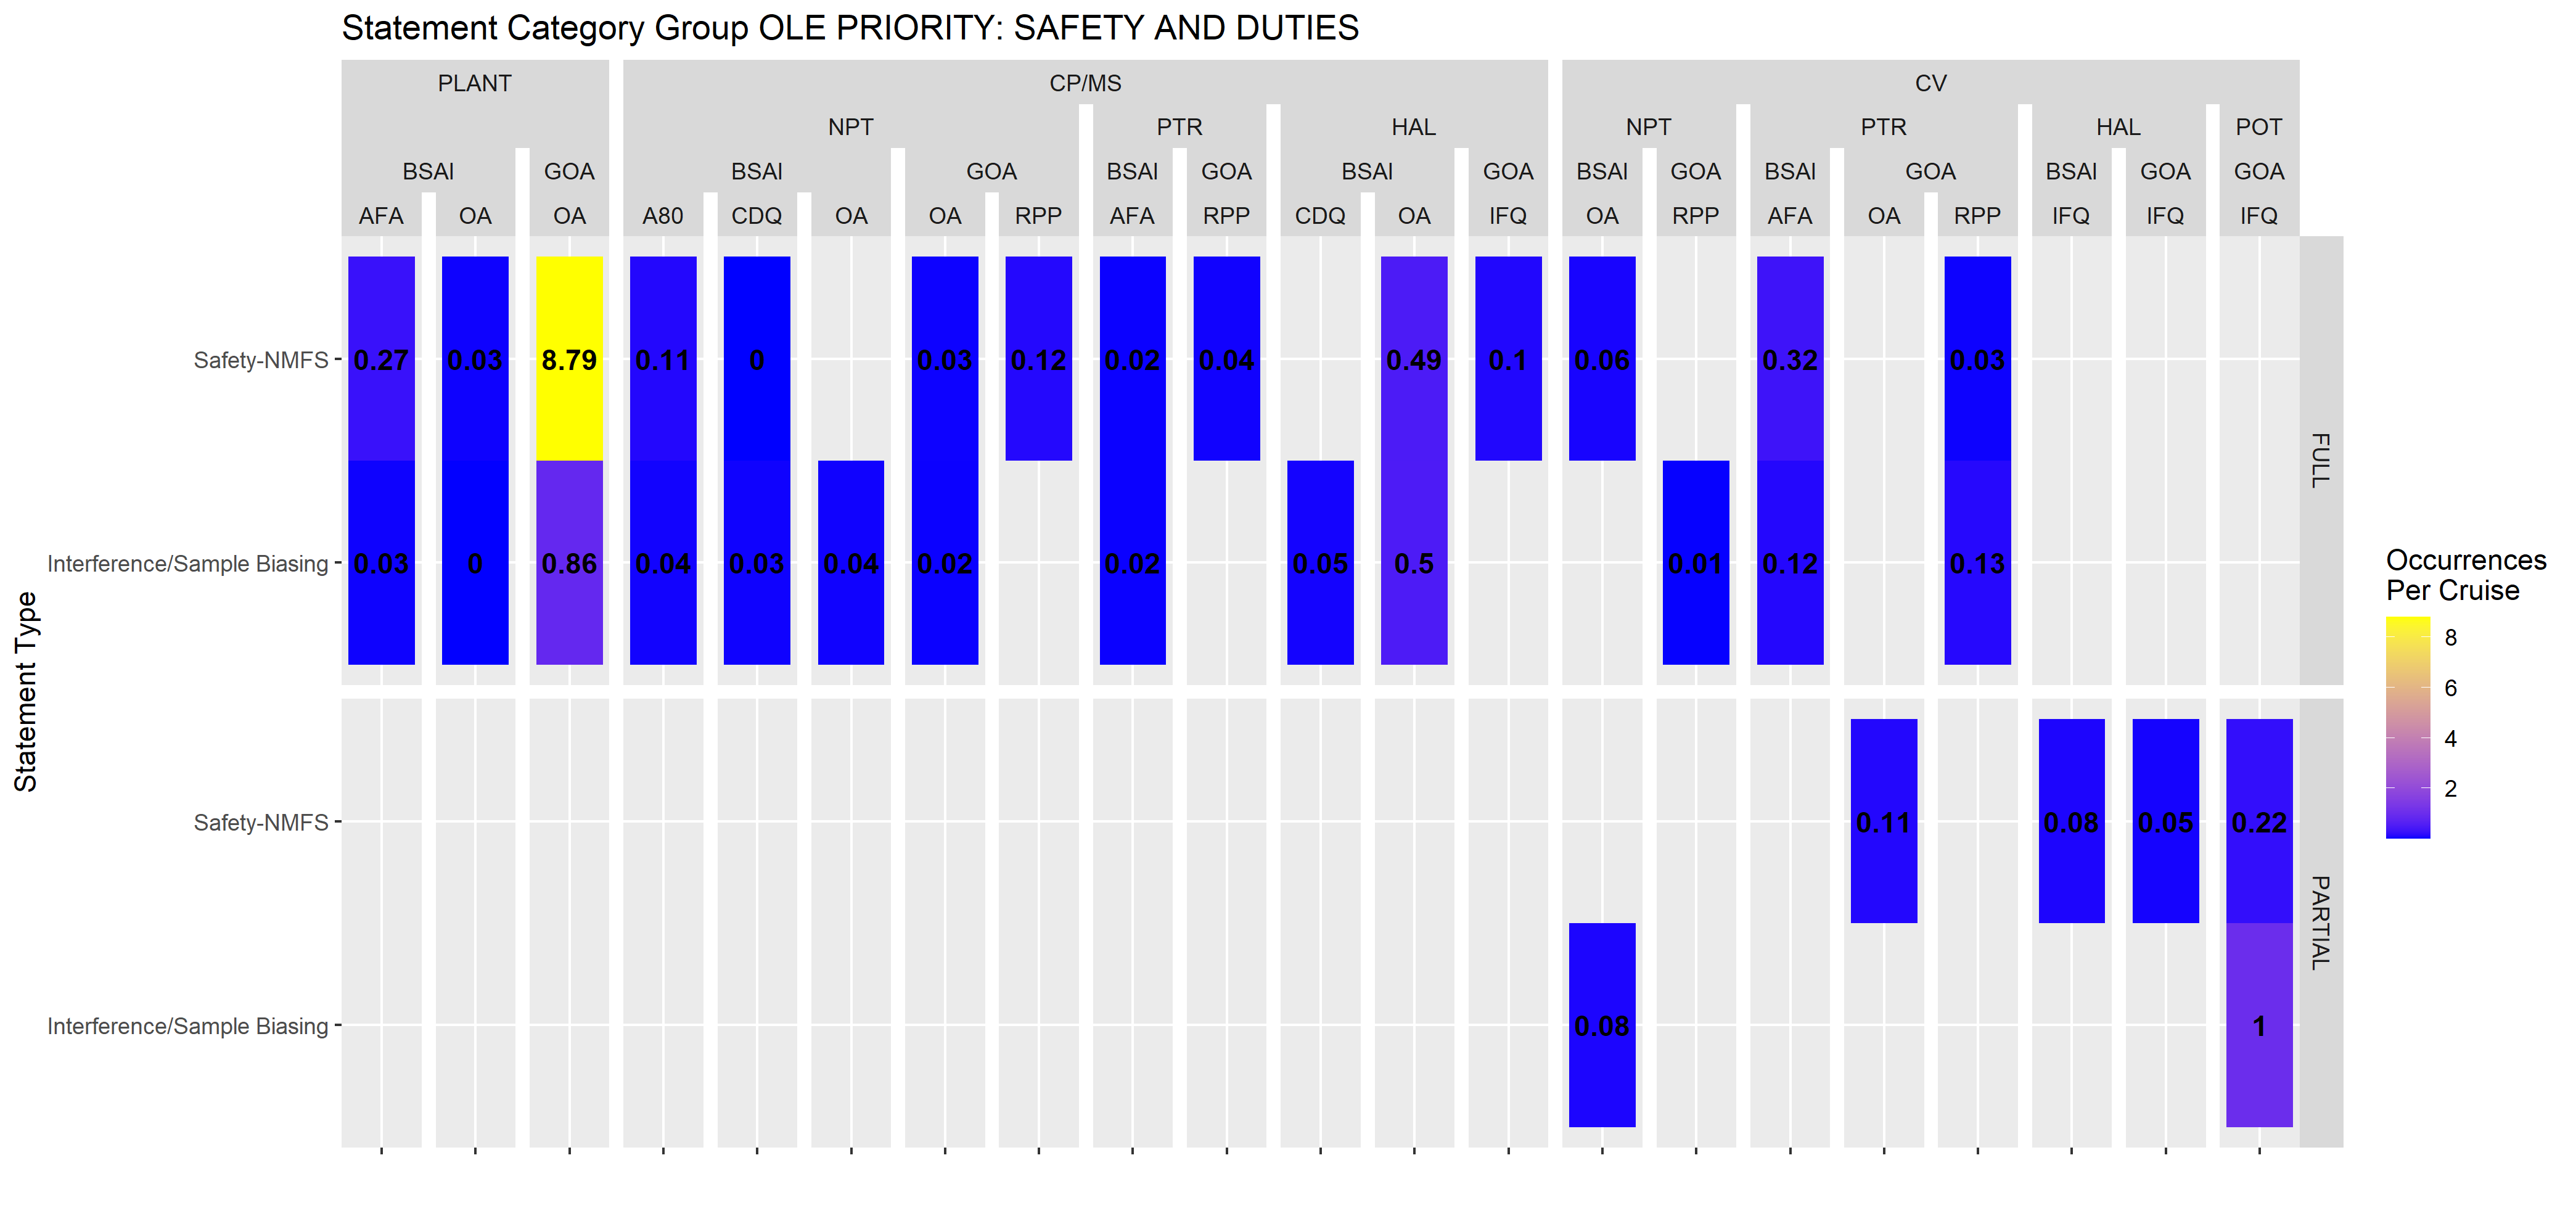 Statement Category Group OLE PRIORITY: SAFETY AND DUTIES
PLANT CP/MS CV
NPT PTR HAL NPT PTR HAL POT
BSAI GOA BSAI GOA BSAI GOA BSAI GOA BSAI GOA BSAI GOA BSAI GOA GOA
AFA OA OA A80 CDQ OA OA RPP AFA RPP CDQ OA IFQ OA RPP AFA OA RPP IFQ IFQ IFQ
Safety-NMFS 0.27 0.03 8.79 0.11 0 0.03 0.12 0.02 0.04 0.49 0.1 0.06 0.32 0.03
FULL
Interference/Sample Biasing 0.03 0 0.86 0.04 0.03 0.04 0.02 0.02 0.05 0.5 0.01 0.12 0.13
Safety-NMFS 0.11 0.08 0.05 0.22
PARTIAL
Interference/Sample Biasing 0.08 1
Statement Type
Occurrences
Per Cruise
8
6
4
2